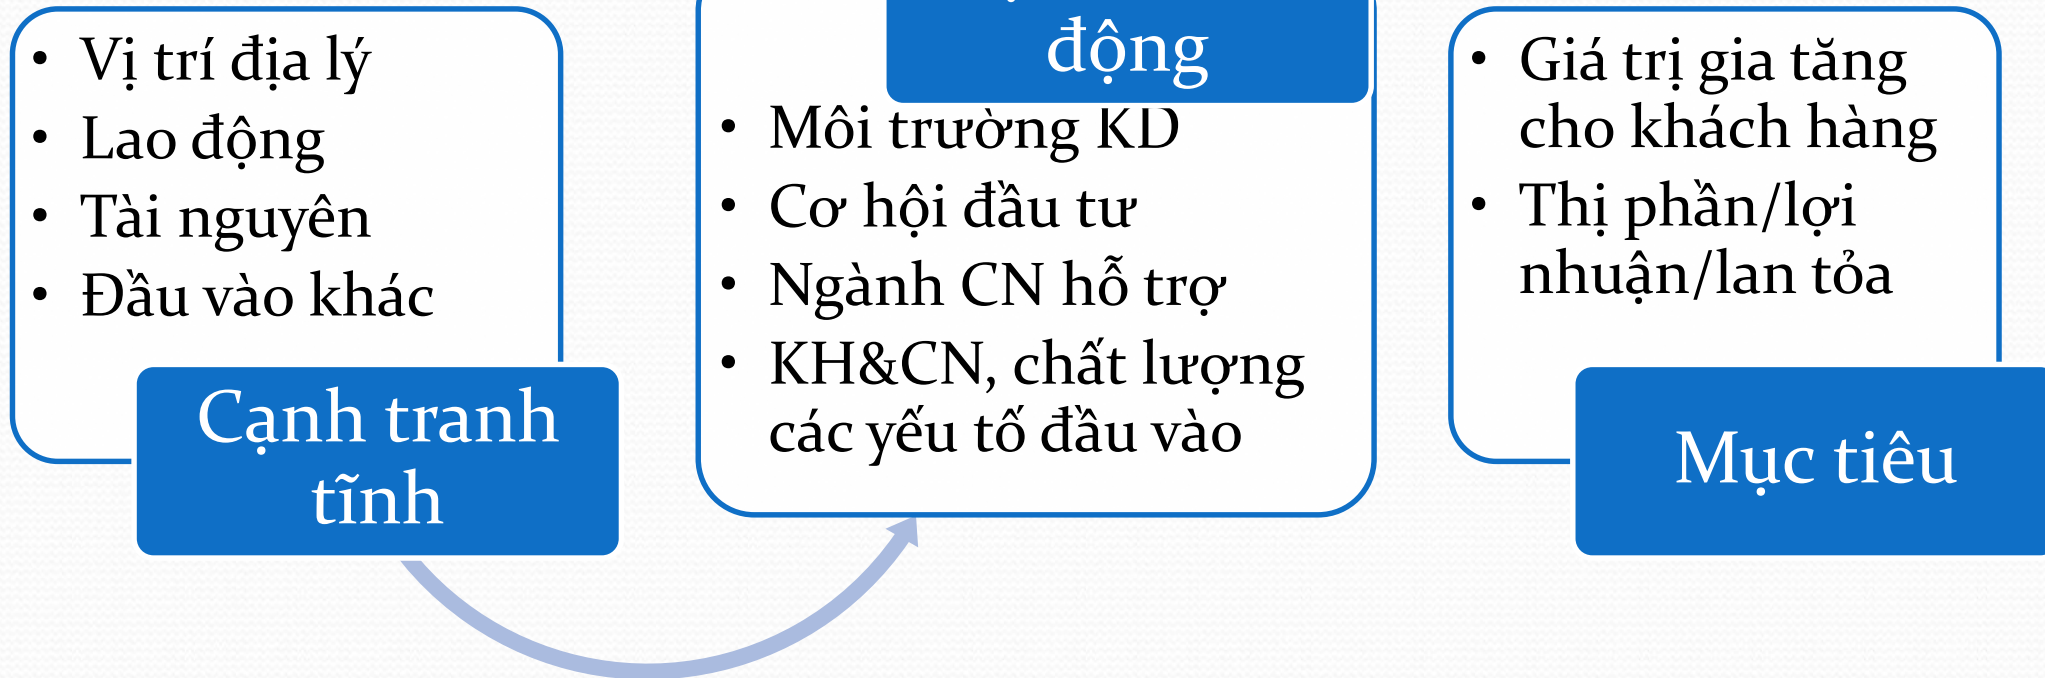 • Vị trí địa lý
• Lao động
• Tài nguyên
• Đầu vào khác
Cạnh tranh
tĩnh
động
• Môi trường KD
• Cơ hội đầu tư
• Ngành CN hỗ trợ
• KH&CN, chất lượng
các yếu tố đầu vào
• Giá trị gia tăng
cho khách hàng
• Thị phần/lợi
nhuận/lan tỏa
Mục tiêu